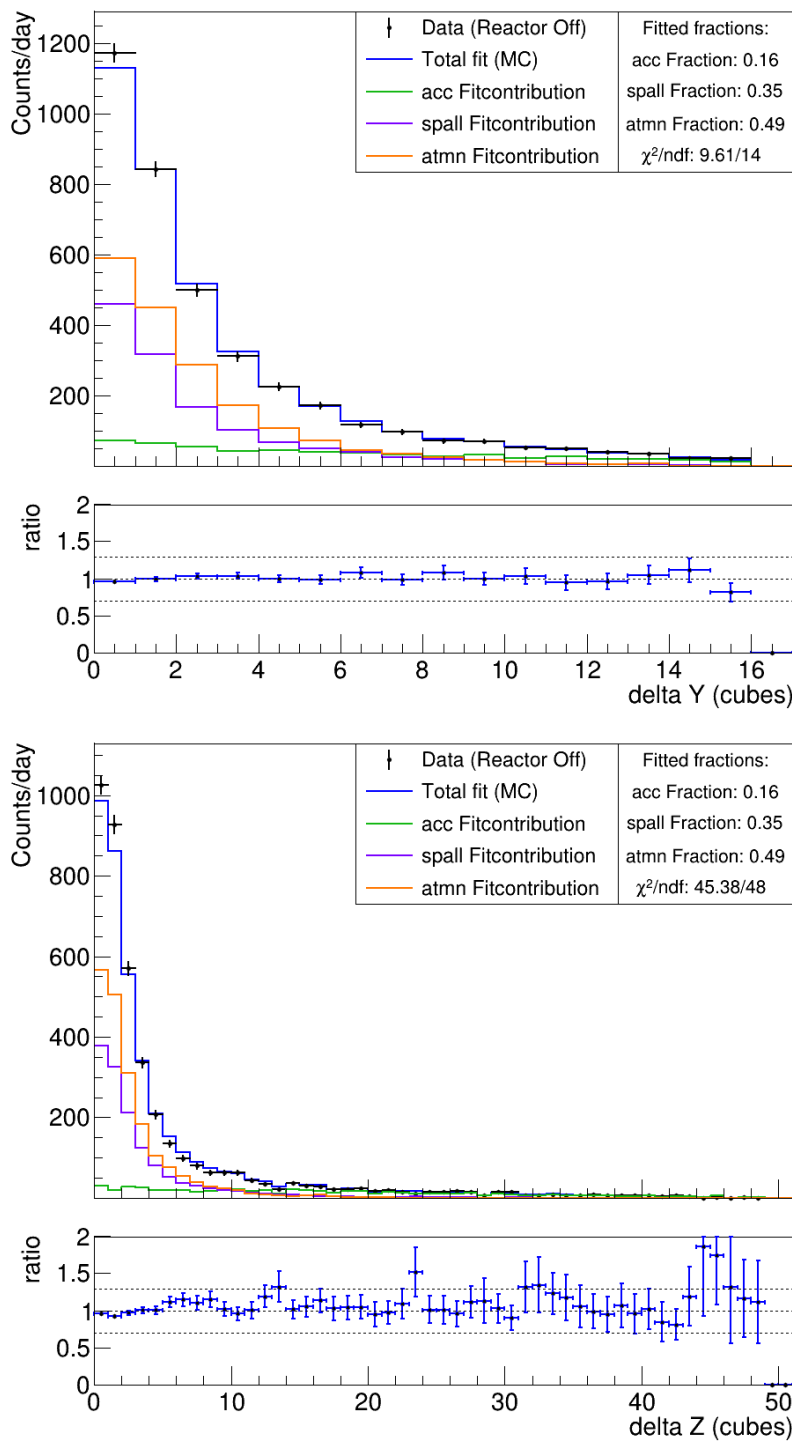 Counts/day
1200
1000
800
600
400
200
Data (Reactor Off)
Total fit (MC)
acc Fitcontribution
spall Fitcontribution
atmn Fitcontribution
Fitted fractions:
acc Fraction: 0.16
spall Fraction: 0.35
atmn Fraction: 0.49
χ²/ndf: 9.61/14
ratio
2
1.5
1
0.5
0
0 2 4 6 8 10 12 14 16
delta Y (cubes)
Counts/day
1000
800
600
400
200
Data (Reactor Off)
Total fit (MC)
acc Fitcontribution
spall Fitcontribution
atmn Fitcontribution
Fitted fractions:
acc Fraction: 0.16
spall Fraction: 0.35
atmn Fraction: 0.49
χ²/ndf: 45.38/48
ratio
2
1.5
1
0.5
0
0 10 20 30 40 50
delta Z (cubes)